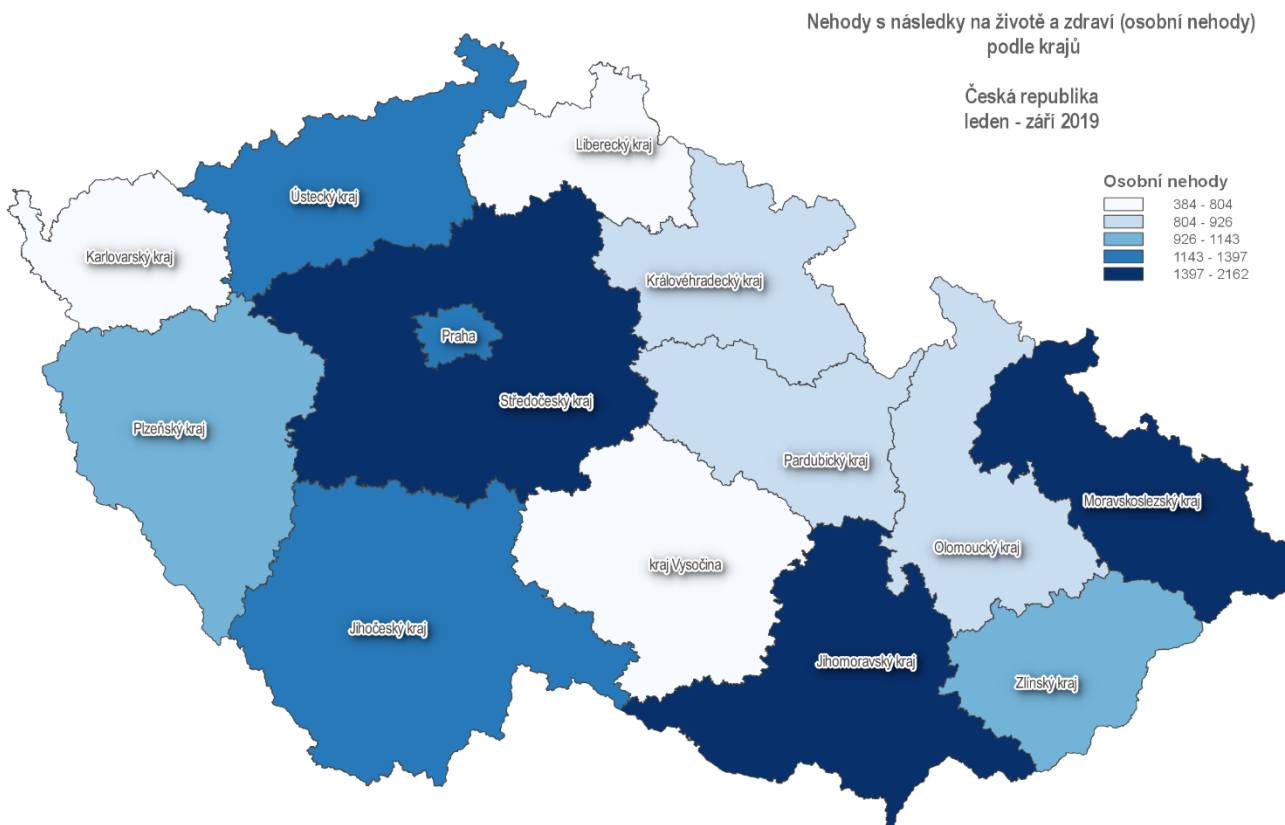 Nehody s následky na životě a zdraví (osobní nehody)
podle krajů
Česká republika
leden - září 2019
Osobní nehody
384 - 804
804 - 926
926 - 1143
1143 - 1397
1397 - 2162
Liberecký kraj
Ústecký kraj
Karlovarský kraj
Královéhradecký kraj
Praha
Středočeský kraj
Plzeňský kraj
Pardubický kraj
Moravskoslezský kraj
Olomoucký kraj
kraj Vysočina
Jihočeský kraj
Jihomoravský kraj
Zlínský kraj